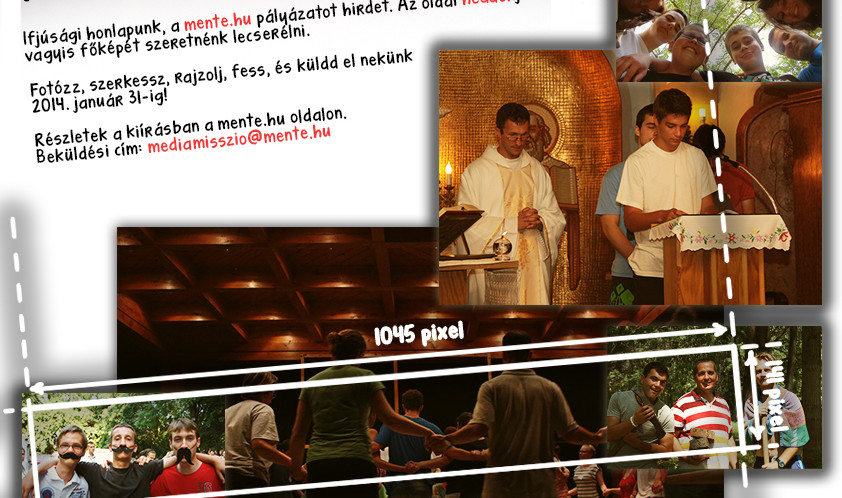 Ifjúsági honlapunk, a mente.hu pályázatot hirdet. Az oldal
vagyis főképét szeretnénk lecserélni.
Fotózz, szerkessz, Rajzolj, fess, és küldd el nekünk
2014. január 31-ig!
Részletek a kiírásban a mente.hu oldalon.
Beküldési cím: mediamisszio@mente.hu
1045 pixel
141 pixel